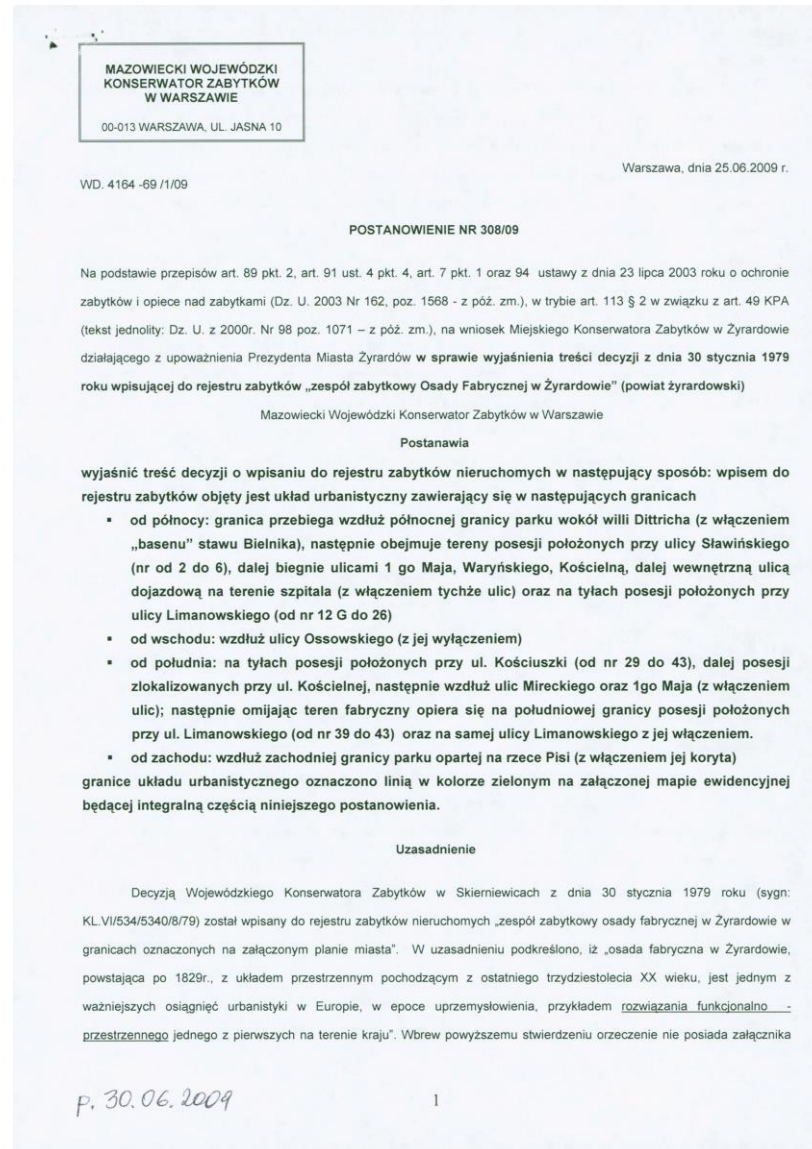 MAZOWIECKI WOJEWÓDZKI
KONSERWATOR ZABYTKÓW
W WARSZAWIE
00-013 WARSZAWA, UL. JASNA 10
Warszawa, dnia 25.06.2009 r.
WD. 4164 -69 /1/09
POSTANOWIENIE NR 308/09
Na podstawie przepisów art. 89 pkt. 2, art. 91 ust. 4 pkt. 4, art. 7 pkt. 1 oraz 94 ustawy z dnia 23 lipca 2003 roku o ochronie
zabytków i opiece nad zabytkami (Dz. U. 2003 Nr 162, poz. 1568 - z póź. zm.), w trybie art. 113 § 2 w związku z art. 49 KPA
(tekst jednolity: Dz. U. z 2000r. Nr 98 poz. 1071 – z póź. zm.), na wniosek Miejskiego Konserwatora Zabytków w Żyrardowie
działającego z upoważnienia Prezydenta Miasta Żyrardów w sprawie wyjaśnienia treści decyzji z dnia 30 stycznia 1979
roku wpisującej do rejestru zabytków „zespół zabytkowy Osady Fabrycznej w Żyrardowie" (powiat żyrardowski)
Mazowiecki Wojewódzki Konserwator Zabytków w Warszawie
Postanawia
wyjaśnić treść decyzji o wpisaniu do rejestru zabytków nieruchomych w następujący sposób: wpisem do
rejestru zabytków objęty jest układ urbanistyczny zawierający się w następujących granicach
▪ od północy: granica przebiega wzdłuż północnej granicy parku wokół willi Dittricha (z włączeniem
„basenu" stawu Bielnika), następnie obejmuje tereny posesji położonych przy ulicy Sławińskiego
(nr od 2 do 6), dalej biegnie ulicami 1 go Maja, Waryńskiego, Kościelną, dalej wewnętrzną ulicą
dojazdową na terenie szpitala (z włączeniem tychże ulic) oraz na tyłach posesji położonych przy
ulicy Limanowskiego (od nr 12 G do 26)
▪ od wschodu: wzdłuż ulicy Ossowskiego (z jej wyłączeniem)
▪ od południa: na tyłach posesji położonych przy ul. Kościuszki (od nr 29 do 43), dalej posesji
zlokalizowanych przy ul. Kościelnej, następnie wzdłuż ulic Mireckiego oraz 1go Maja (z włączeniem
ulic); następnie omijając teren fabryczny opiera się na południowej granicy posesji położonych
przy ul. Limanowskiego (od nr 39 do 43) oraz na samej ulicy Limanowskiego z jej włączeniem.
▪ od zachodu: wzdłuż zachodniej granicy parku opartej na rzece Pisi (z włączeniem jej koryta)
granice układu urbanistycznego oznaczono linią w kolorze zielonym na załączonej mapie ewidencyjnej
będącej integralną częścią niniejszego postanowienia.
Uzasadnienie
Decyzją Wojewódzkiego Konserwatora Zabytków w Skierniewicach z dnia 30 stycznia 1979 roku (sygn:
KL.VI/534/5340/8/79) został wpisany do rejestru zabytków nieruchomych „zespół zabytkowy osady fabrycznej w Żyrardowie w
granicach oznaczonych na załączonym planie miasta". W uzasadnieniu podkreślono, iż „osada fabryczna w Żyrardowie,
powstająca po 1829r., z układem przestrzennym pochodzącym z ostatniego trzydziestolecia XX wieku, jest jednym z
ważniejszych osiągnięć urbanistyki w Europie, w epoce uprzemysłowienia, przykładem rozwiązania funkcjonalno -
przestrzennego jednego z pierwszych na terenie kraju". Wbrew powyższemu stwierdzeniu orzeczenie nie posiada załącznika
p. 30.06.2009
1